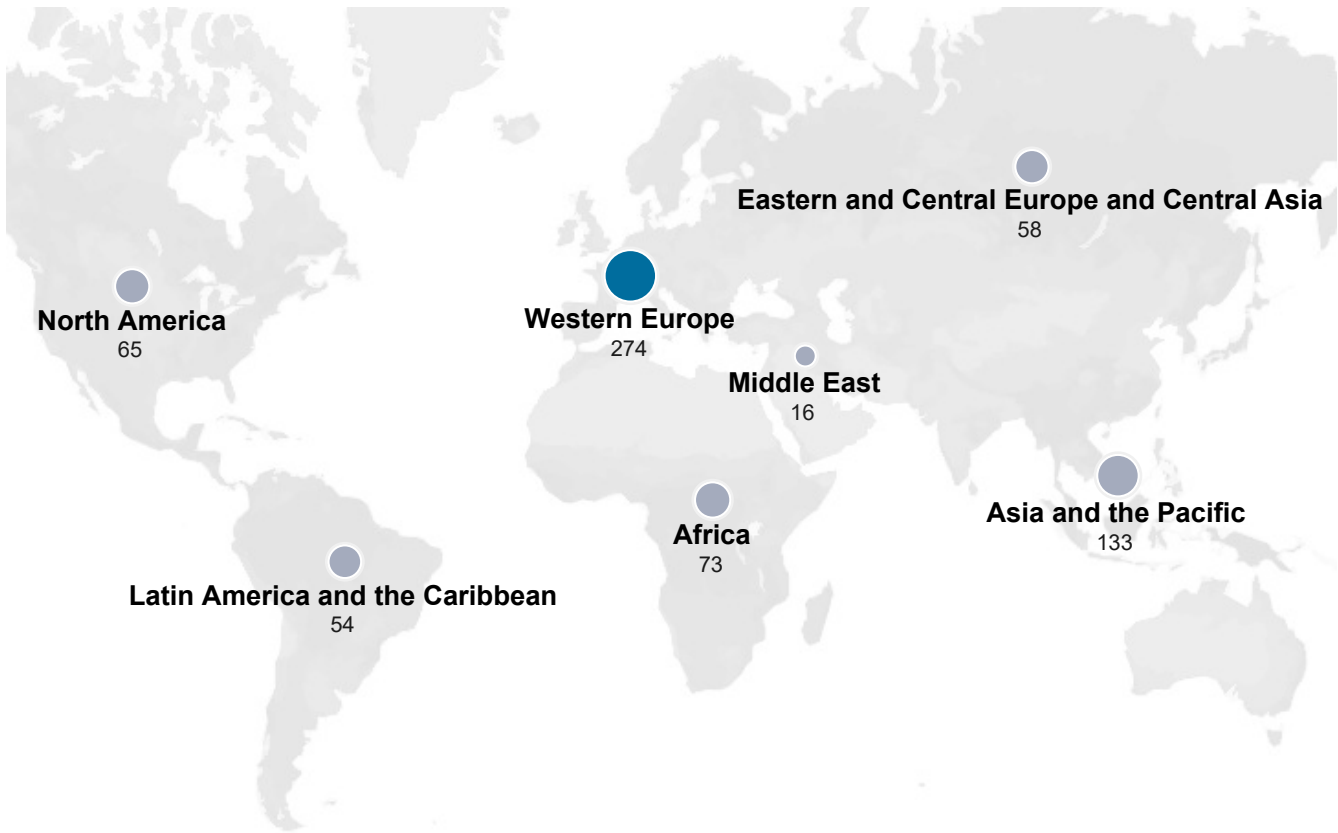 Eastern and Central Europe and Central Asia
58
North America
65
Western Europe
274
Middle East
16
Asia and the Pacific
133
Africa
73
Latin America and the Caribbean
54